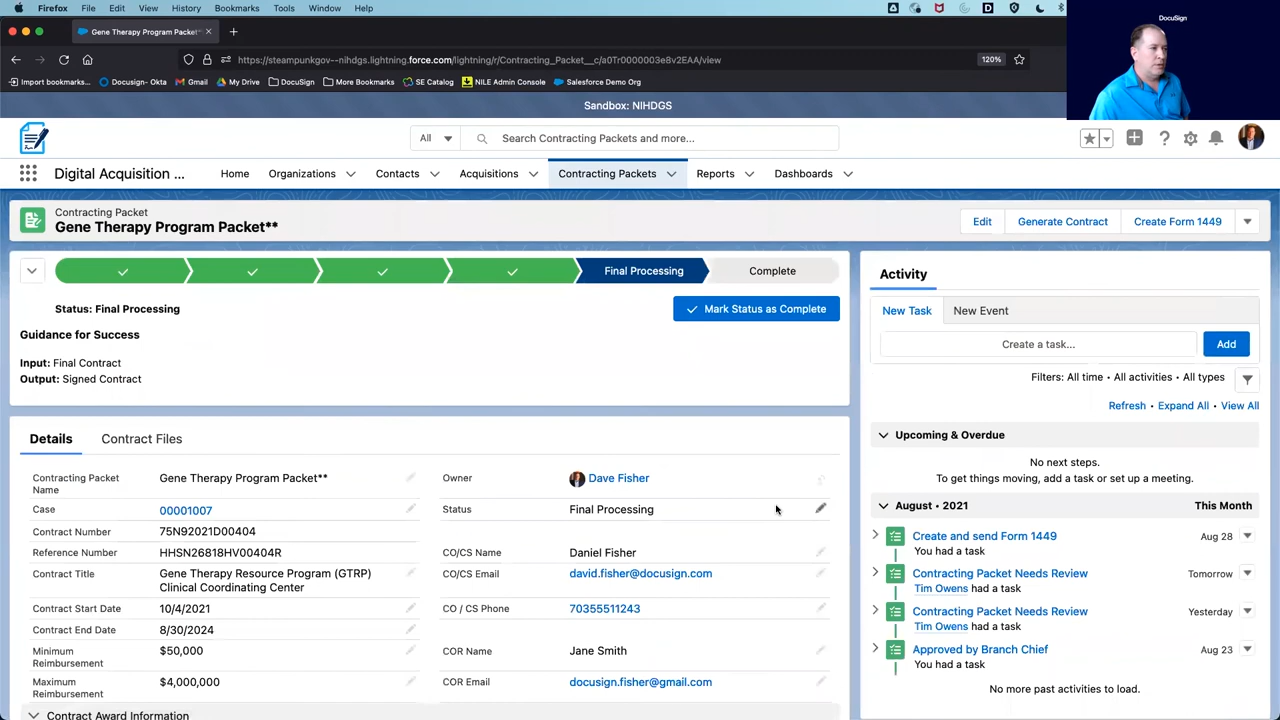 Firefox File Edit View History Bookmarks Tools Window Help
DocuSign
Gene Therapy Program Packet*
https://steampunkgov--nihdgs.lightning.force.com/lightning/r/Contracting_Packet__c/a0Tr0000003e8v2EAA/view
120%
Import bookmarks... Docusign - Okta Gmail My Drive DocuSign More Bookmarks SE Catalog NILE Admin Console Salesforce Demo Org
Sandbox: NIHDGS
All Search Contracting Packets and more...
Digital Acquisition ... Home Organizations Contacts Acquisitions Contracting Packets Reports Dashboards
Contracting Packet
Gene Therapy Program Packet**
Edit Generate Contract Create Form 1449
Final Processing Complete
Status: Final Processing
Mark Status as Complete
Guidance for Success
Input: Final Contract
Output: Signed Contract
Details Contract Files
Contracting Packet Name Gene Therapy Program Packet**
Owner Dave Fisher
Case 00001007
Status Final Processing
Contract Number 75N92021D00404
Reference Number HHSN26818HV00404R
CO/CS Name Daniel Fisher
Contract Title Gene Therapy Resource Program (GTRP)
Clinical Coordinating Center
CO/CS Email david.fisher@docusign.com
Contract Start Date 10/4/2021
CO / CS Phone 70355511243
Contract End Date 8/30/2024
Minimum Reimbursement $50,000
COR Name Jane Smith
Maximum Reimbursement $4,000,000
COR Email docusign.fisher@gmail.com
Contract Award Information
Activity
New Task New Event
Create a task... Add
Filters: All time • All activities • All types
Refresh • Expand All • View All
Upcoming & Overdue
No next steps.
To get things moving, add a task or set up a meeting.
August • 2021 This Month
Create and send Form 1449 Aug 28
You had a task
Contracting Packet Needs Review Tomorrow
Tim Owens had a task
Contracting Packet Needs Review Yesterday
Tim Owens had a task
Approved by Branch Chief Aug 23
You had a task
No more past activities to load.